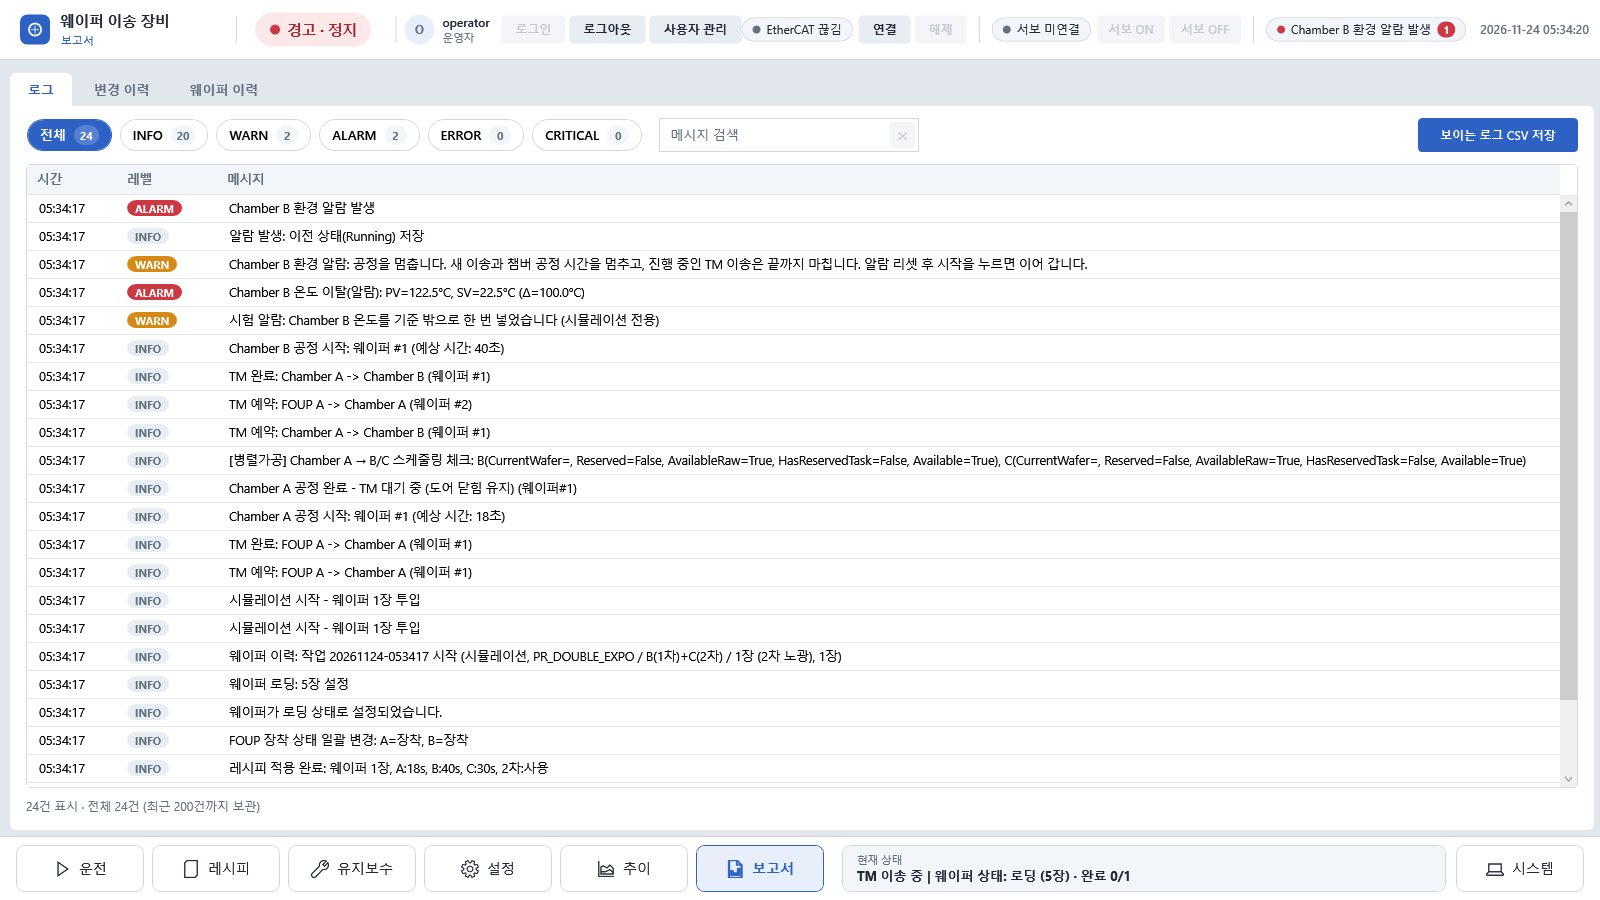 웨이퍼 이송 장비
보고서
경고 · 정지
O
operator
운영자
로그인
로그아웃
사용자 관리
EtherCAT 끊김
연결
해제
서보 미연결
서보 ON
서보 OFF
Chamber B 환경 알람 발생 1
2026-11-24 05:34:20
로그
변경 이력
웨이퍼 이력
전체 24
INFO 20
WARN 2
ALARM 2
ERROR 0
CRITICAL 0
메시지 검색
보이는 로그 CSV 저장
시간 레벨 메시지
05:34:17 ALARM Chamber B 환경 알람 발생
05:34:17 INFO 알람 발생: 이전 상태(Running) 저장
05:34:17 WARN Chamber B 환경 알람: 공정을 멈춥니다. 새 이송과 챔버 공정 시간을 멈추고, 진행 중인 TM 이송은 끝까지 마칩니다. 알람 리셋 후 시작을 누르면 이어 갑니다.
05:34:17 ALARM Chamber B 온도 이탈(알람): PV=122.5°C, SV=22.5°C (Δ=100.0°C)
05:34:17 WARN 시험 알람: Chamber B 온도를 기준 밖으로 한 번 넣었습니다 (시뮬레이션 전용)
05:34:17 INFO Chamber B 공정 시작: 웨이퍼 #1 (예상 시간: 40초)
05:34:17 INFO TM 완료: Chamber A -> Chamber B (웨이퍼 #1)
05:34:17 INFO TM 예약: FOUP A -> Chamber A (웨이퍼 #2)
05:34:17 INFO TM 예약: Chamber A -> Chamber B (웨이퍼 #1)
05:34:17 INFO [병렬가공] Chamber A → B/C 스케줄링 체크: B(CurrentWafer=, Reserved=False, AvailableRaw=True, HasReservedTask=False, Available=True), C(CurrentWafer=, Reserved=False, AvailableRaw=True, HasReservedTask=False, Available=True)
05:34:17 INFO Chamber A 공정 완료 - TM 대기 중 (도어 닫힘 유지) (웨이퍼#1)
05:34:17 INFO Chamber A 공정 시작: 웨이퍼 #1 (예상 시간: 18초)
05:34:17 INFO TM 완료: FOUP A -> Chamber A (웨이퍼 #1)
05:34:17 INFO TM 예약: FOUP A -> Chamber A (웨이퍼 #1)
05:34:17 INFO 시뮬레이션 시작 - 웨이퍼 1장 투입
05:34:17 INFO 시뮬레이션 시작 - 웨이퍼 1장 투입
05:34:17 INFO 웨이퍼 이력: 작업 20261124-053417 시작 (시뮬레이션, PR_DOUBLE_EXPO / B(1차)+C(2차) / 1장 (2차 노광), 1장)
05:34:17 INFO 웨이퍼 로딩: 5장 설정
05:34:17 INFO 웨이퍼가 로딩 상태로 설정되었습니다.
05:34:17 INFO FOUP 장착 상태 일괄 변경: A=장착, B=장착
05:34:17 INFO 레시피 적용 완료: 웨이퍼 1장, A:18s, B:40s, C:30s, 2차:사용
24건 표시 · 전체 24건 (최근 200건까지 보관)
운전
레시피
유지보수
설정
추이
보고서
현재 상태
TM 이송 중 | 웨이퍼 상태: 로딩 (5장) · 완료 0/1
시스템